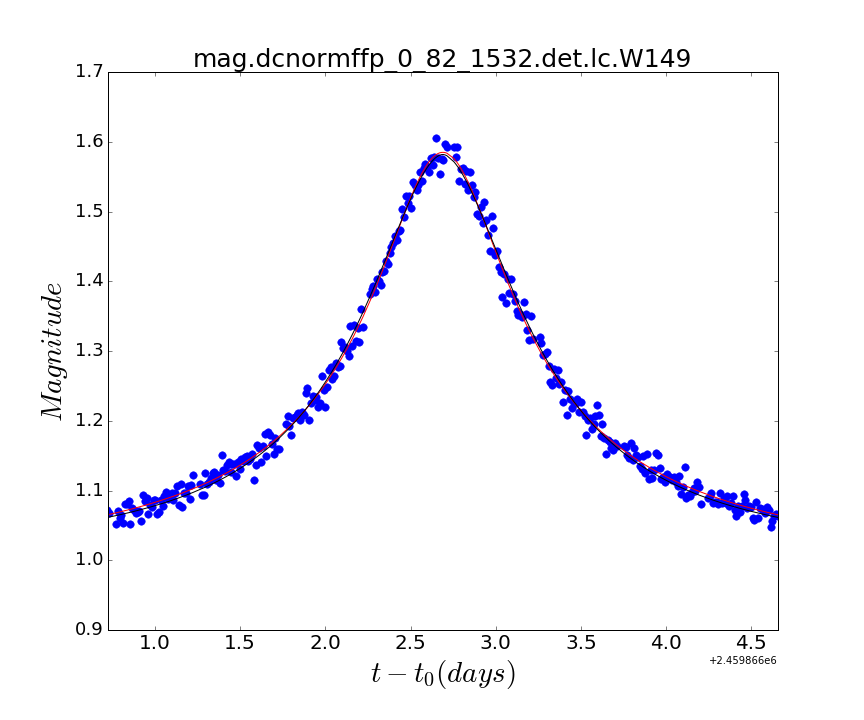 mag.dcnormffp_0_82_1532.det.lc.W149
1.7
1.6
1.5
1.4
1.3
1.2
1.1
1.0
0.9
Magnitude
1.0 1.5 2.0 2.5 3.0 3.5 4.0 4.5
+2.459866e6
t − t₀(days)